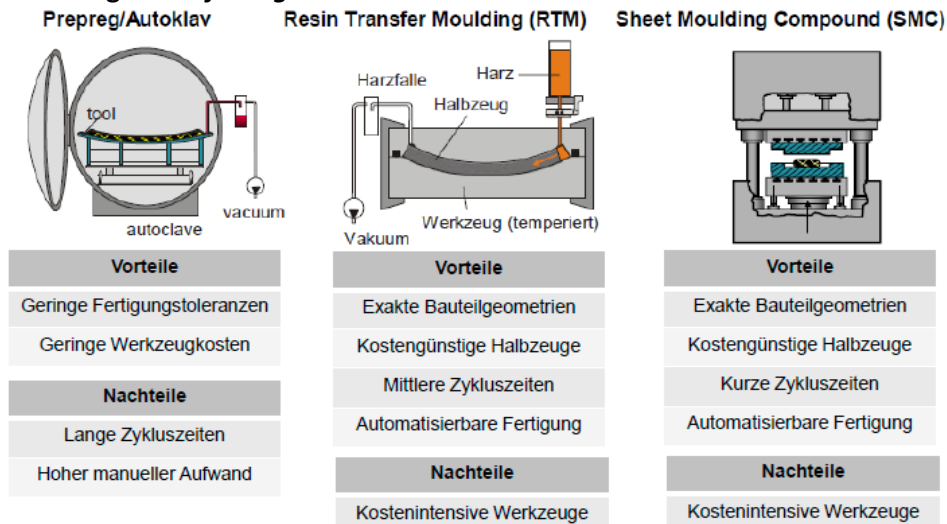 Prepreg/Autoklav
tool
vacuum
autoclave
Vorteile
Geringe Fertigungstoleranzen
Geringe Werkzeugkosten
Nachteile
Lange Zykluszeiten
Hoher manueller Aufwand
Resin Transfer Moulding (RTM)
Harzfalle
Harz
Halbzeug
Werkzeug (temperiert)
Vakuum
Vorteile
Exakte Bauteilgeometrien
Kostengünstige Halbzeuge
Mittlere Zykluszeiten
Automatisierbare Fertigung
Nachteile
Kostenintensive Werkzeuge
Sheet Moulding Compound (SMC)
Vorteile
Exakte Bauteilgeometrien
Kostengünstige Halbzeuge
Kurze Zykluszeiten
Automatisierbare Fertigung
Nachteile
Kostenintensive Werkzeuge